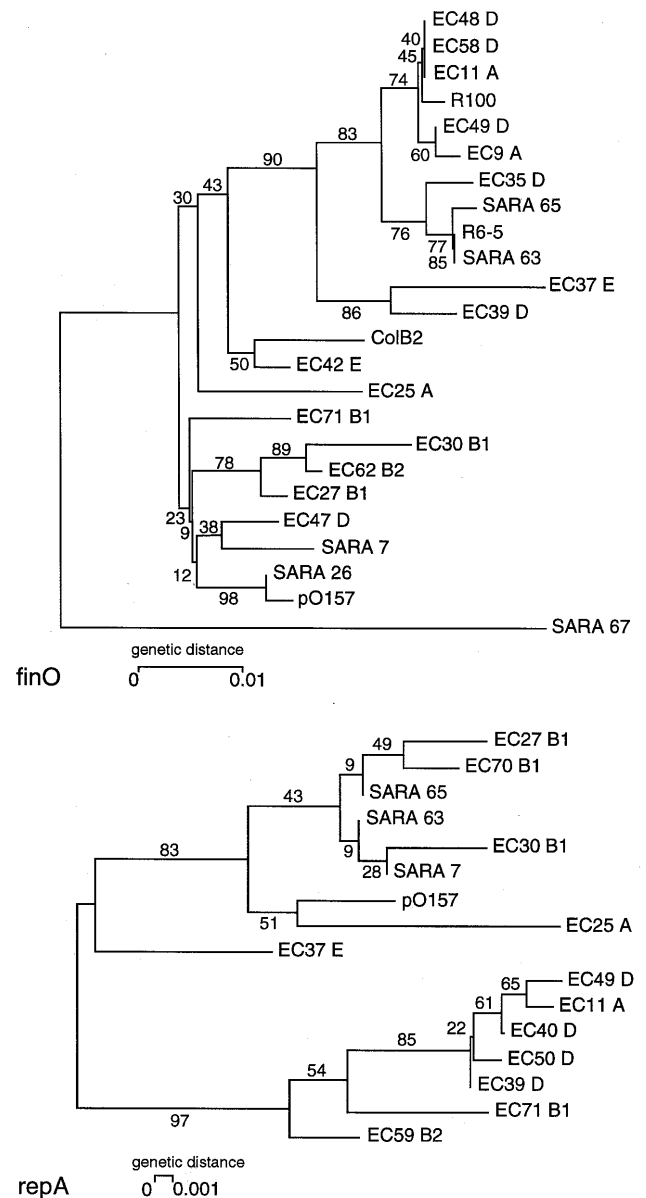 EC48 D
40
EC58 D
45
EC11 A
74
R100
EC49 D
83
60
EC9 A
90
EC35 D
43
30
SARA 65
76
R6-5
77
85
SARA 63
EC37 E
86
EC39 D
ColB2
50
EC42 E
EC25 A
EC71 B1
89
EC30 B1
78
EC62 B2
EC27 B1
23
38
EC47 D
9
SARA 7
12
SARA 26
98
pO157
SARA 67
genetic distance
finO
0 0.01
49
EC27 B1
9
EC70 B1
43
SARA 65
SARA 63
9
EC30 B1
83
28
SARA 7
pO157
51
EC25 A
EC37 E
65
EC49 D
61
EC11 A
22
EC40 D
85
EC50 D
54
EC39 D
EC71 B1
97
EC59 B2
genetic distance
repA
0 0.001